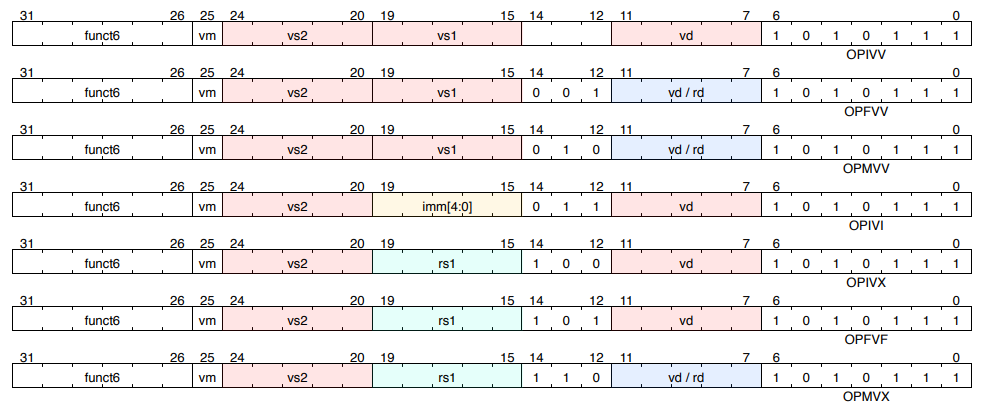 31 26 25 24 20 19 15 14 12 11 7 6 0
funct6 vm vs2 vs1 vd 1 0 1 0 1 1 1
OPIVV
31 26 25 24 20 19 15 14 12 11 7 6 0
funct6 vm vs2 vs1 0 0 1 vd / rd 1 0 1 0 1 1 1
OPFVV
31 26 25 24 20 19 15 14 12 11 7 6 0
funct6 vm vs2 vs1 0 1 0 vd / rd 1 0 1 0 1 1 1
OPMVV
31 26 25 24 20 19 15 14 12 11 7 6 0
funct6 vm vs2 imm[4:0] 0 1 1 vd 1 0 1 0 1 1 1
OPIVI
31 26 25 24 20 19 15 14 12 11 7 6 0
funct6 vm vs2 rs1 1 0 0 vd 1 0 1 0 1 1 1
OPIVX
31 26 25 24 20 19 15 14 12 11 7 6 0
funct6 vm vs2 rs1 1 0 1 vd 1 0 1 0 1 1 1
OPFVF
31 26 25 24 20 19 15 14 12 11 7 6 0
funct6 vm vs2 rs1 1 1 0 vd / rd 1 0 1 0 1 1 1
OPMVX